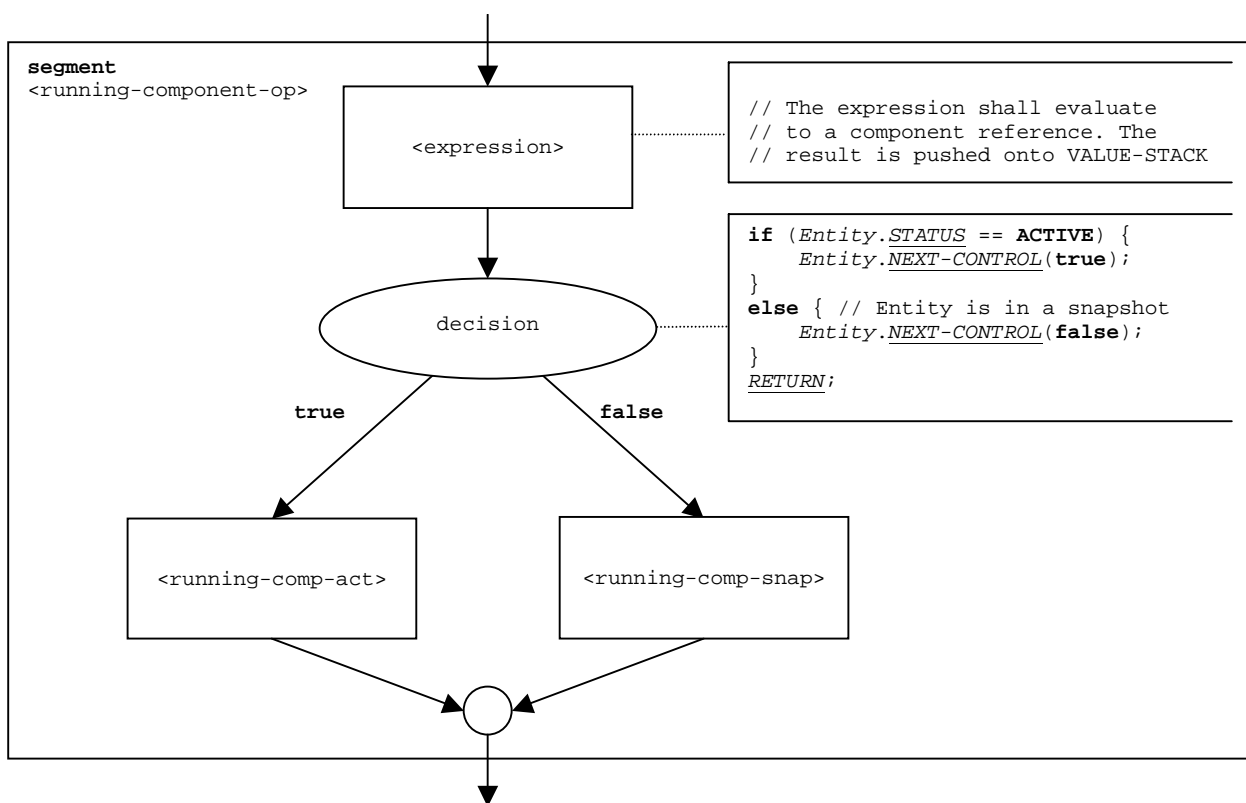 segment
<running-component-op>
<expression>
// The expression shall evaluate
// to a component reference. The
// result is pushed onto VALUE-STACK
decision
if (Entity.STATUS == ACTIVE) {
    Entity.NEXT-CONTROL(true);
}
else { // Entity is in a snapshot
    Entity.NEXT-CONTROL(false);
}
RETURN;
true
false
<running-comp-act>
<running-comp-snap>